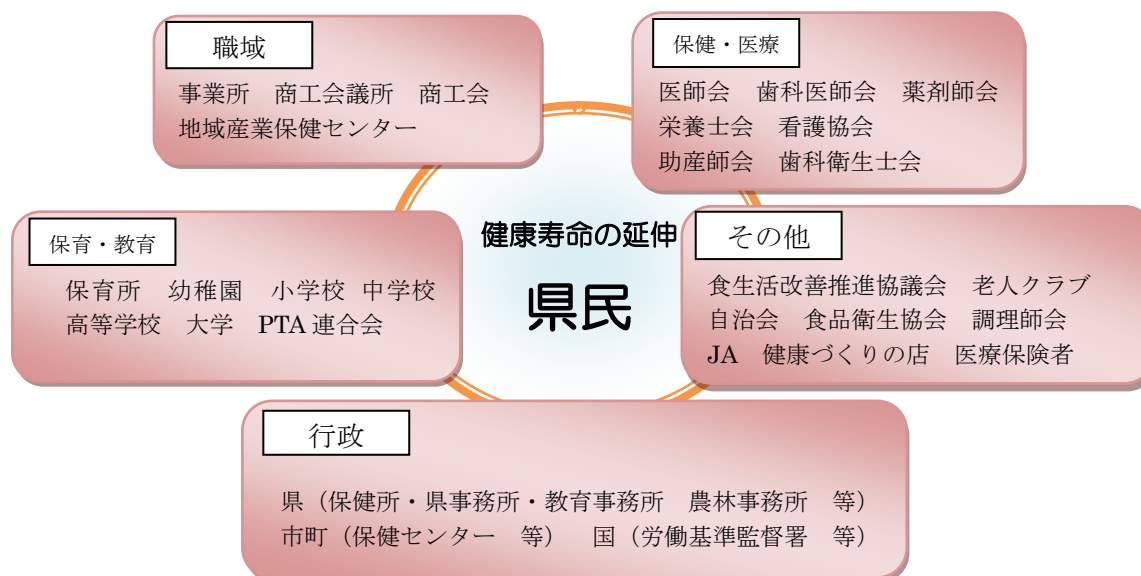 職域
事業所 商工会議所 商工会
地域産業保健センター
保健・医療
医師会 歯科医師会 薬剤師会
栄養士会 看護協会
助産師会 歯科衛生士会
保育・教育
保育所 幼稚園 小学校 中学校
高等学校 大学 PTA 連合会
健康寿命の延伸
県民
その他
食生活改善推進協議会 老人クラブ
自治会 食品衛生協会 調理師会
JA 健康づくりの店 医療保険者
行政
県（保健所・県事務所・教育事務所 農林事務所 等）
市町（保健センター 等） 国（労働基準監督署 等）